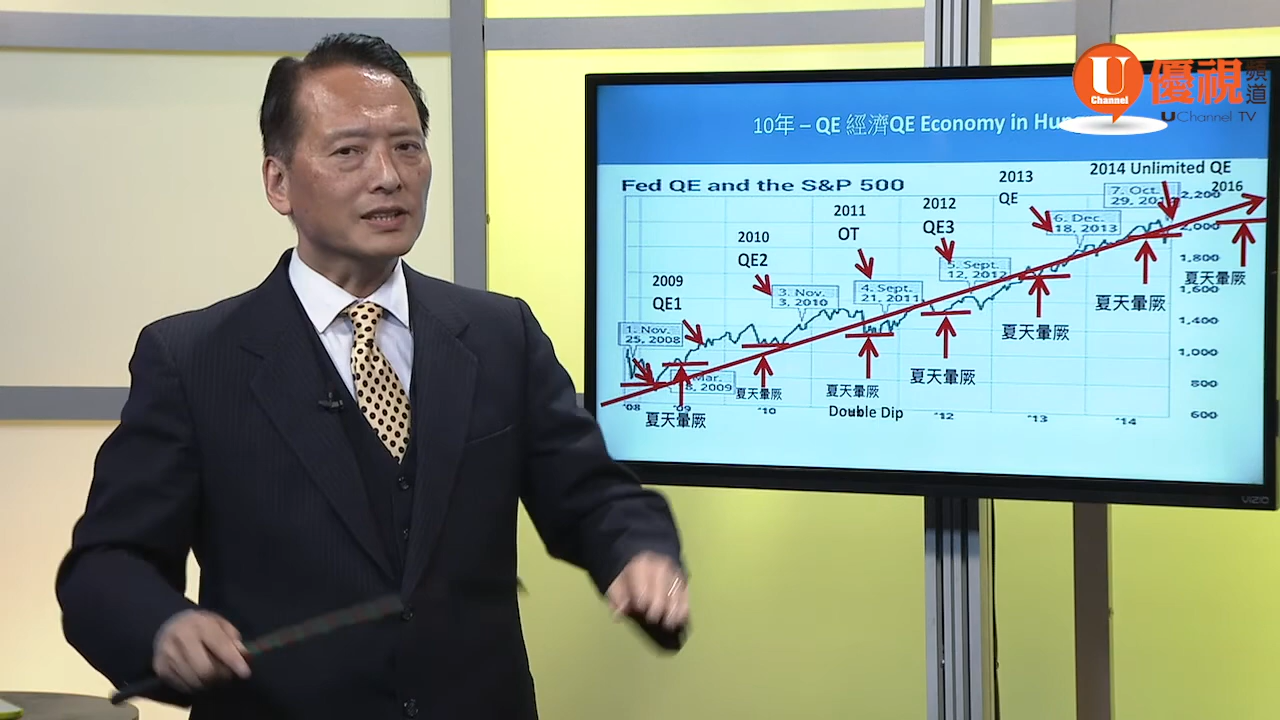 U
Channel
優視
頻道
UChannel TV
10年 – QE 經濟QE Economy in
Fed QE and the S&P 500
2009
QE1
2010
QE2
2011
OT
2012
QE3
2013
QE
2014 Unlimited QE
2016
1. Nov.
25, 2008
Mar.
8, 2009
3. Nov.
3, 2010
4. Sept.
21, 2011
5. Sept.
12, 2012
6. Dec.
18, 2013
7. Oct.
2,200
2,000
1,800
1,600
1,400
1,000
800
600
夏天暈厥
夏天暈厥
夏天暈厥
夏天暈厥
夏天暈厥
夏天暈厥
夏天暈厥
Double Dip
'08
'09
'10
'12
'13
'14
VIZIO